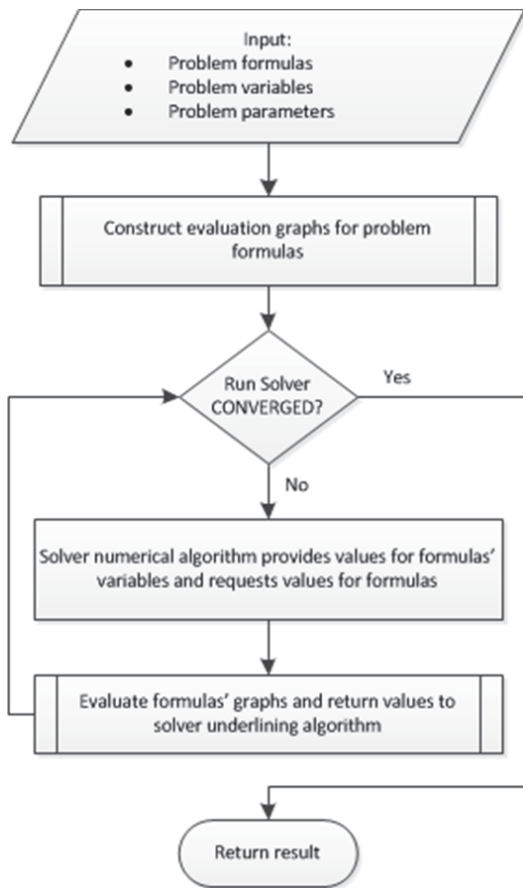 Input:
• Problem formulas
• Problem variables
• Problem parameters
Construct evaluation graphs for problem
formulas
Run Solver
CONVERGED?
Yes
No
Solver numerical algorithm provides values for formulas'
variables and requests values for formulas
Evaluate formulas' graphs and return values to
solver underlining algorithm
Return result